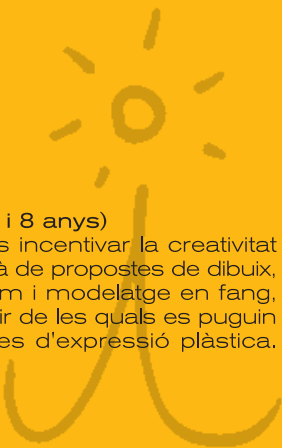 i 8 anys)
s incentivar la creativitat
à de propostes de dibuix,
m i modelatge en fang,
ir de les quals es puguin
es d'expressió plàstica.